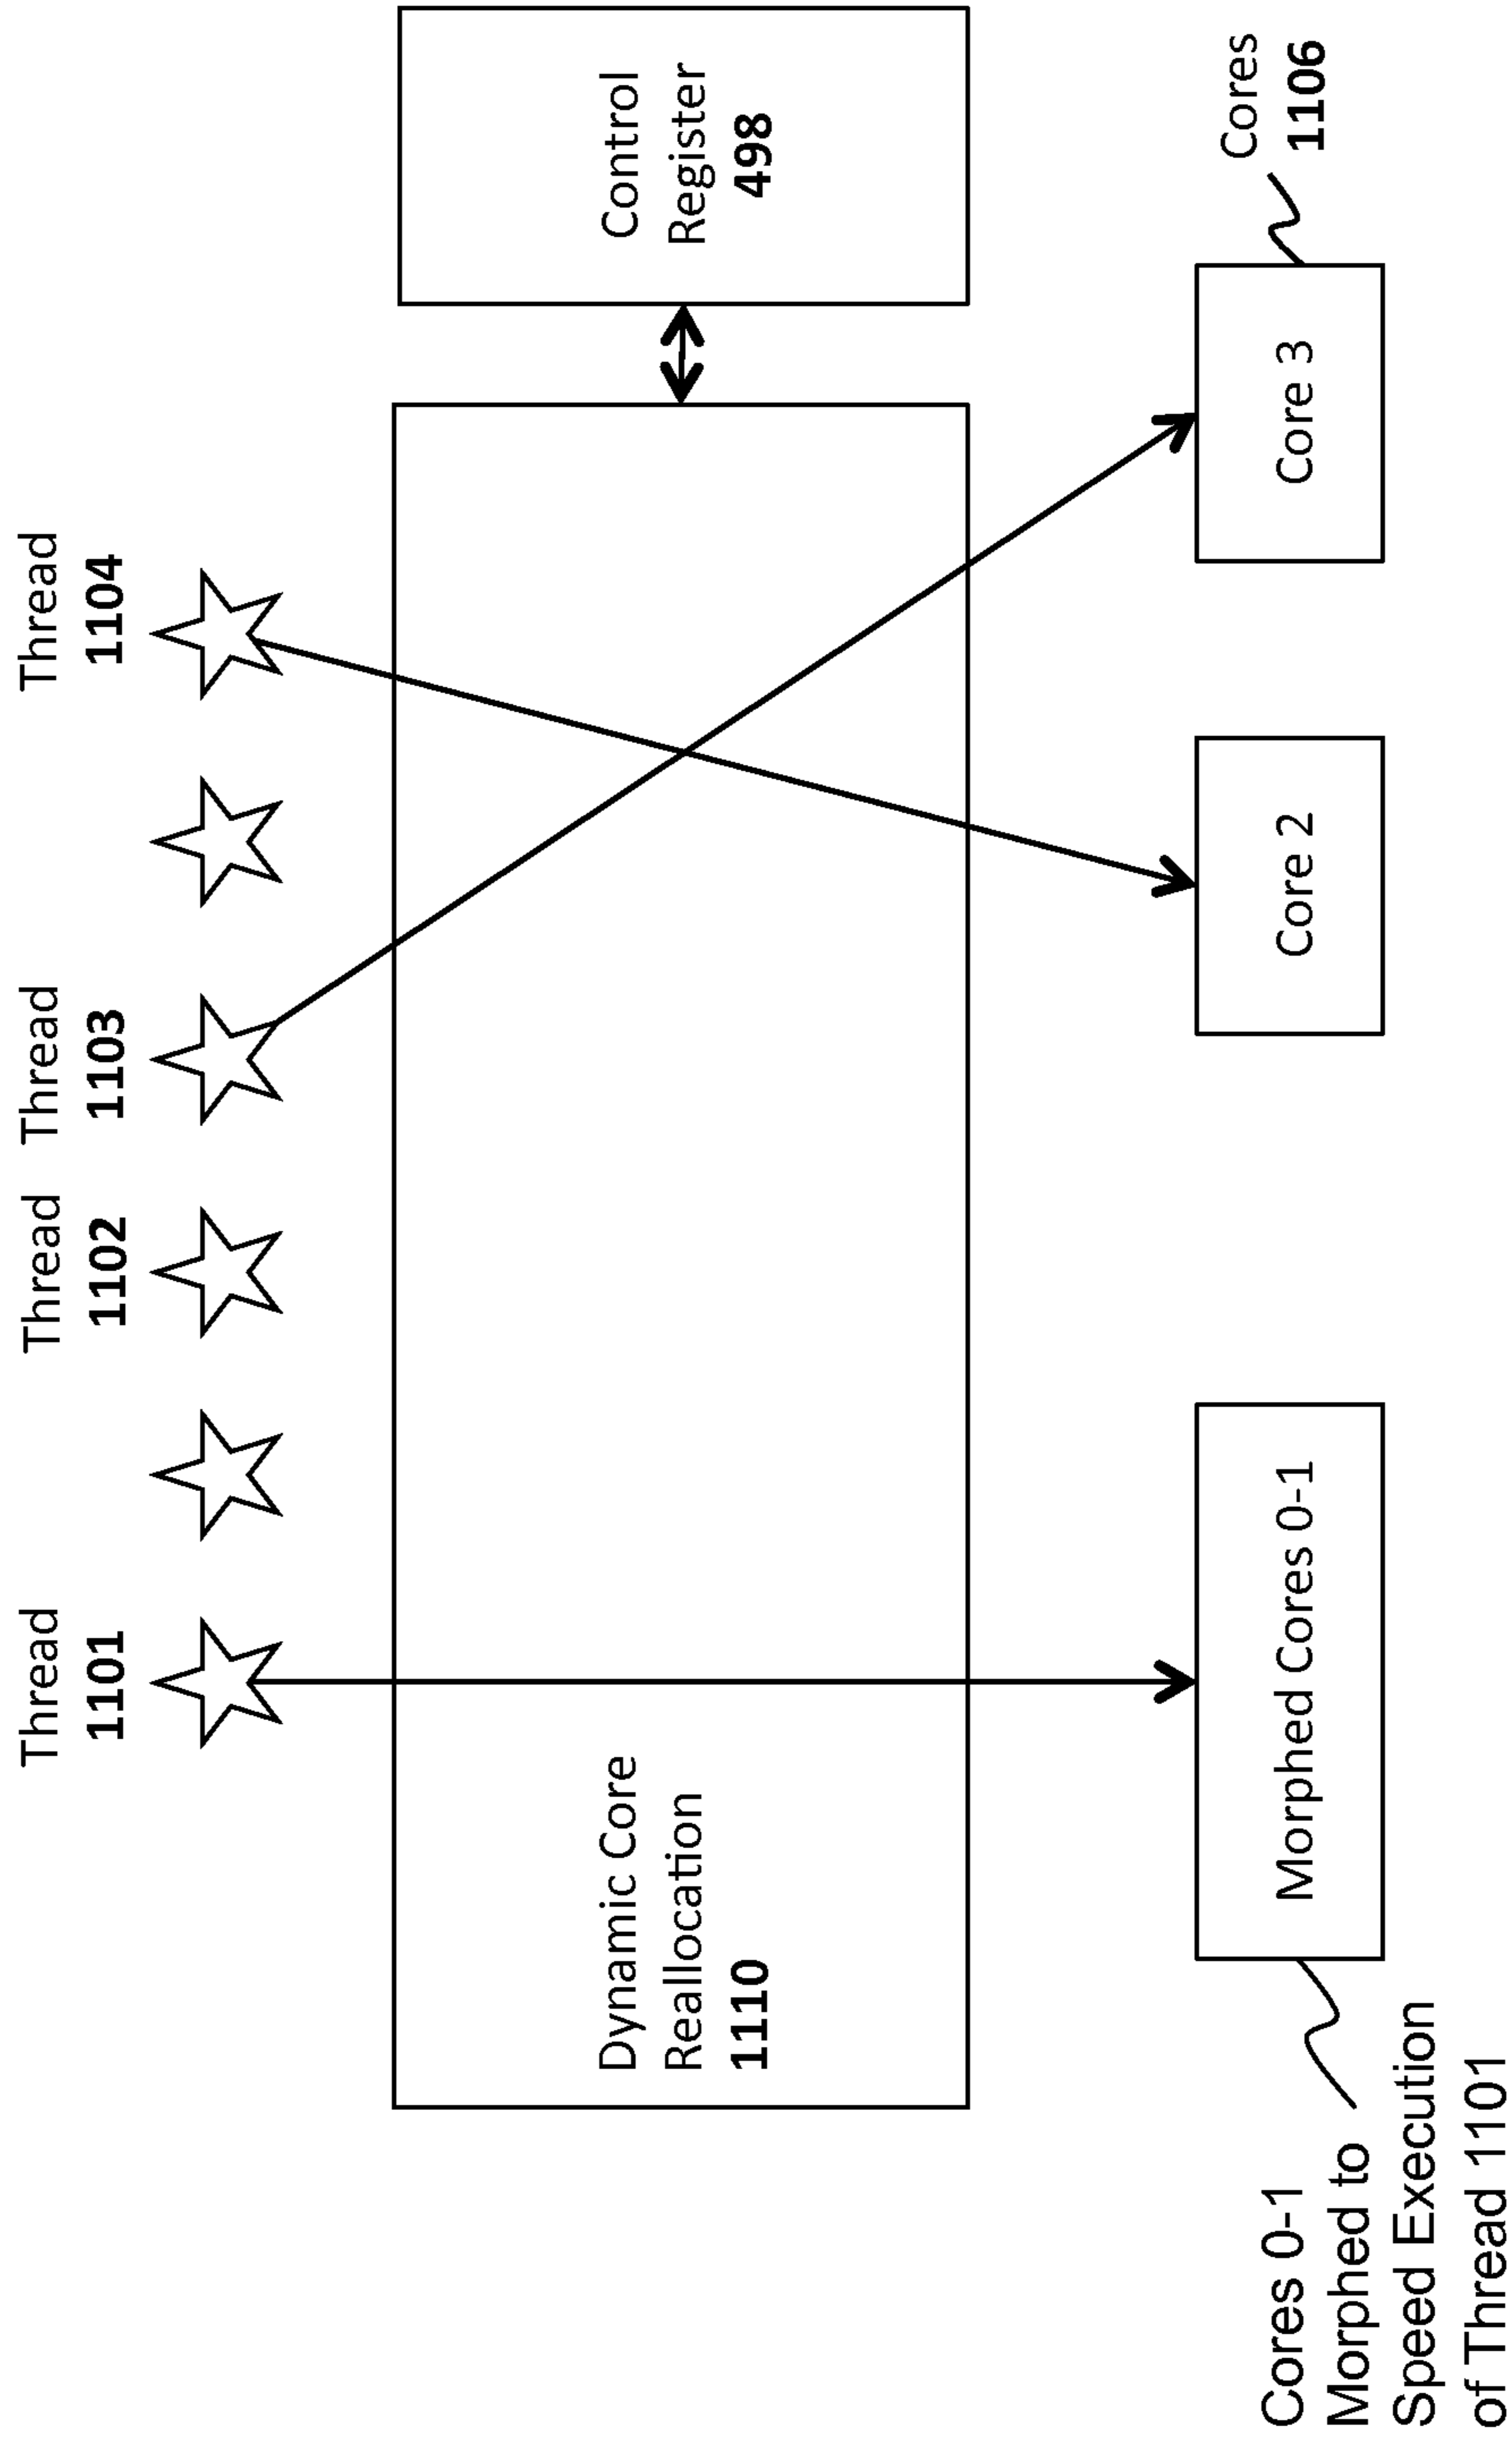 Thread
1101
Thread
1102
Thread
1103
Thread
1104
Dynamic Core
Reallocation
1110
Control
Register
498
Morphed Cores 0-1
Core 2
Core 3
Cores
1106
Cores 0-1
Morphed to
Speed Execution
of Thread 1101